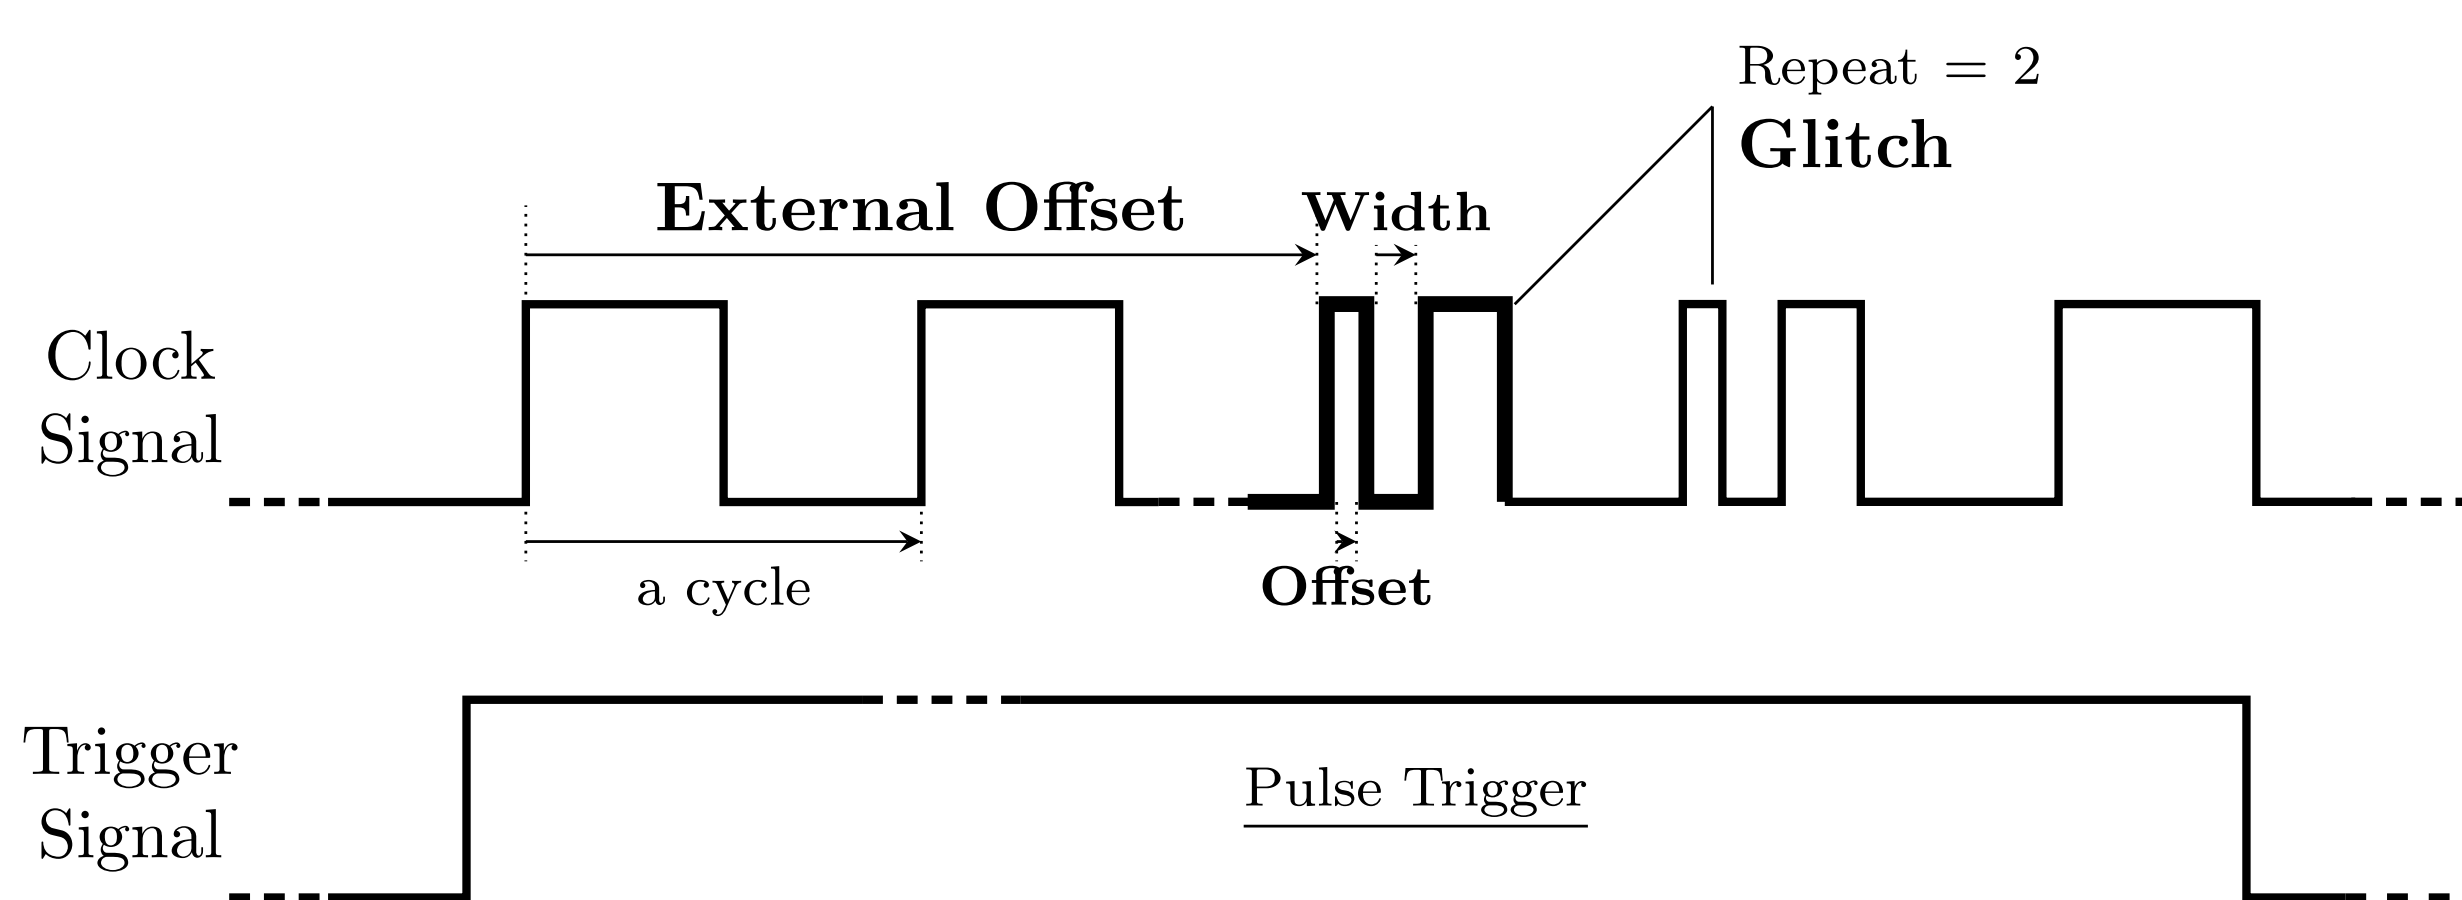 Repeat = 2
Glitch
External Offset
Width
Clock
Signal
a cycle
Offset
Trigger
Signal
Pulse Trigger